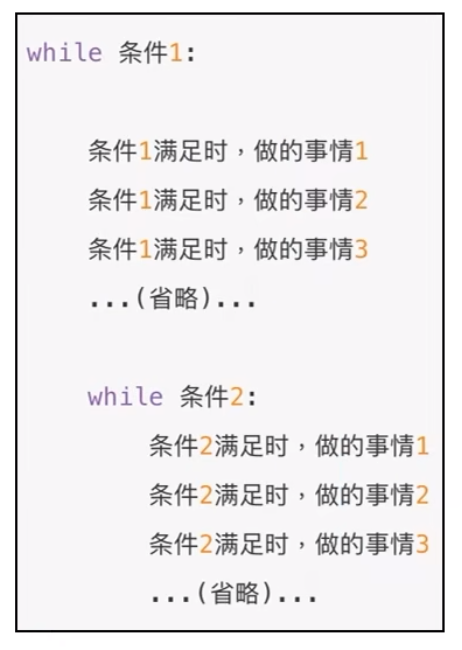 while 条件1:
条件1满足时，做的事情1
条件1满足时，做的事情2
条件1满足时，做的事情3
...(省略)...
while 条件2:
条件2满足时，做的事情1
条件2满足时，做的事情2
条件2满足时，做的事情3
...(省略)...